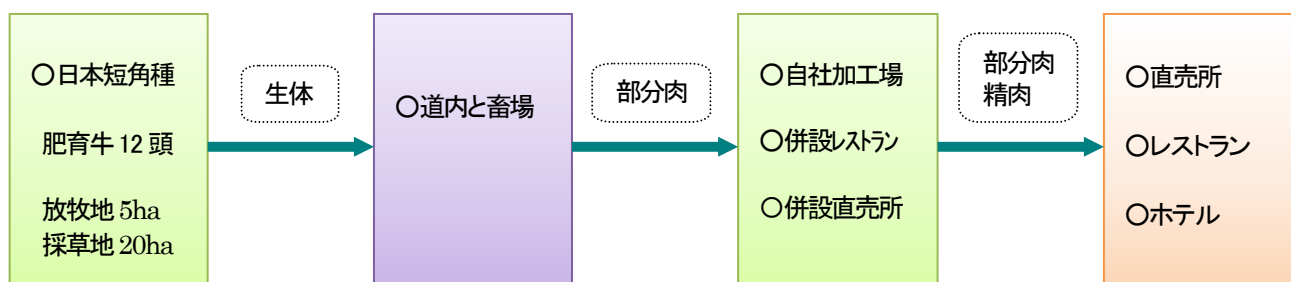 〇日本短角種
肥育牛 12 頭
放牧地 5ha
採草地 20ha
生体
〇道内と畜場
部分肉
〇自社加工場
〇併設レストラン
〇併設直売所
部分肉
精肉
〇直売所
〇レストラン
〇ホテル